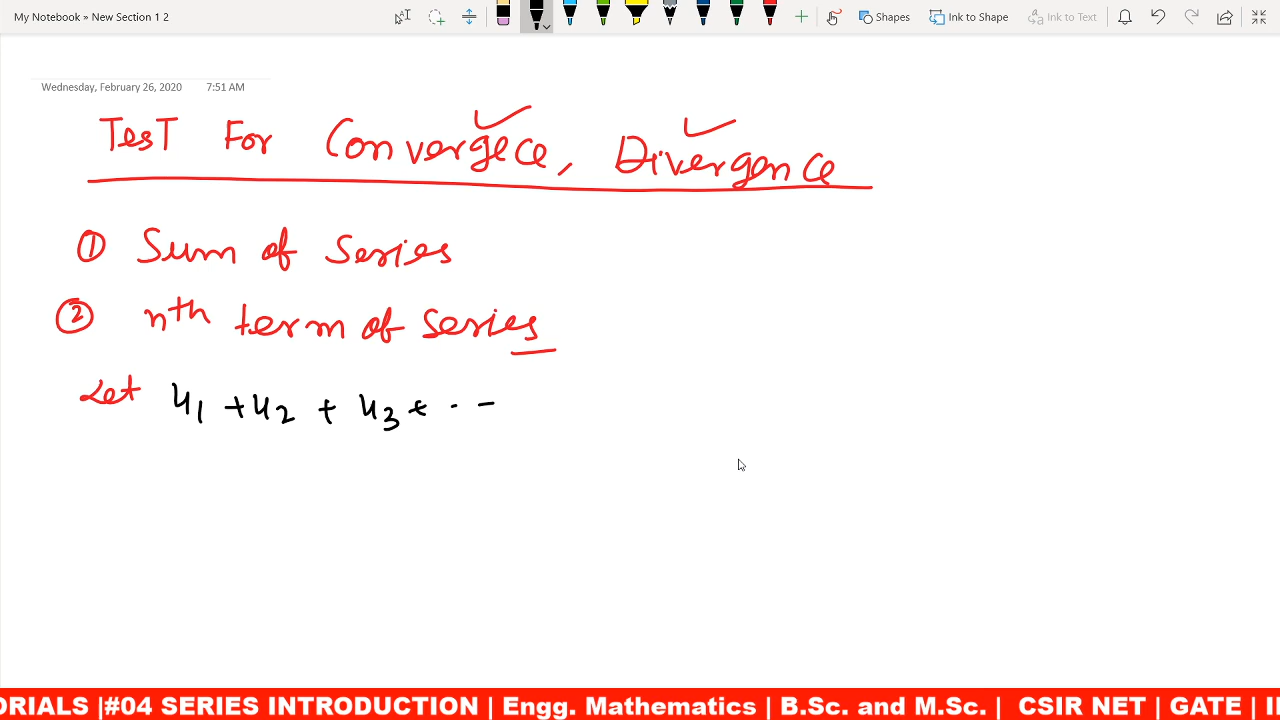 My Notebook » New Section 1 2
Shapes
Ink to Shape
Ink to Text
Wednesday, February 26, 2020 7:51 AM
TesT For Convergece, Divergence
① Sum of Series
② nth term of series
Let u1 + u2 + u3 + · -
ORIALS |#04 SERIES INTRODUCTION | Engg. Mathematics | B.Sc. and M.Sc. | CSIR NET | GATE | I